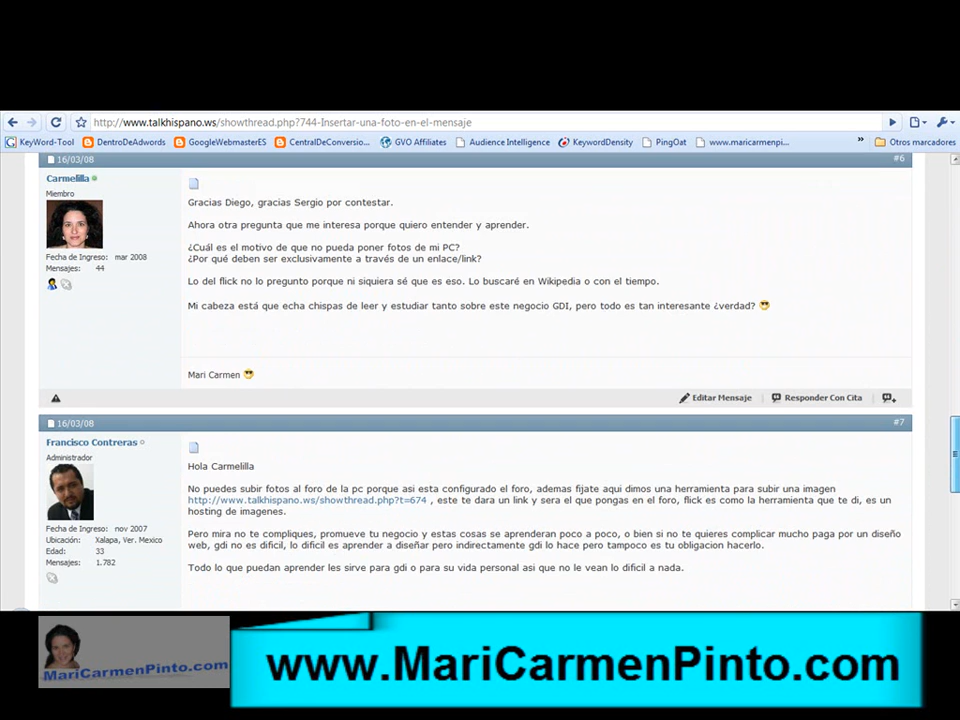 http://www.talkhispano.ws/showthread.php?744-Insertar-una-foto-en-el-mensaje
KeyWord-Tool DentroDeAdwords GoogleWebmasterES CentralDeConversio... GVO Affiliates Audience Intelligence KeywordDensity PingOat www.maricarmenpi... » Otros marcadores
16/03/08 #6
Carmelilla
Miembro
Fecha de Ingreso: mar 2008
Mensajes: 44
Gracias Diego, gracias Sergio por contestar.
Ahora otra pregunta que me interesa porque quiero entender y aprender.
¿Cuál es el motivo de que no pueda poner fotos de mi PC?
¿Por qué deben ser exclusivamente a través de un enlace/link?
Lo del flick no lo pregunto porque ni siquiera sé que es eso. Lo buscaré en Wikipedia o con el tiempo.
Mi cabeza está que echa chispas de leer y estudiar tanto sobre este negocio GDI, pero todo es tan interesante ¿verdad?
Mari Carmen
Editar Mensaje Responder Con Cita
16/03/08 #7
Francisco Contreras
Administrador
Fecha de Ingreso: nov 2007
Ubicación: Xalapa, Ver. Mexico
Edad: 33
Mensajes: 1.782
Hola Carmelilla
No puedes subir fotos al foro de la pc porque asi esta configurado el foro, ademas fijate aqui dimos una herramienta para subir una imagen
http://www.talkhispano.ws/showthread.php?t=674 , este te dara un link y sera el que pongas en el foro, flick es como la herramienta que te di, es un
hosting de imagenes.
Pero mira no te compliques, promueve tu negocio y estas cosas se aprenderan poco a poco, o bien si no te quieres complicar mucho paga por un diseño
web, gdi no es dificil, lo dificil es aprender a diseñar pero indirectamente gdi lo hace pero tampoco es tu obligacion hacerlo.
Todo lo que puedan aprender les sirve para gdi o para su vida personal asi que no le vean lo dificil a nada.
MariCarmenPinto.com
www.MariCarmenPinto.com